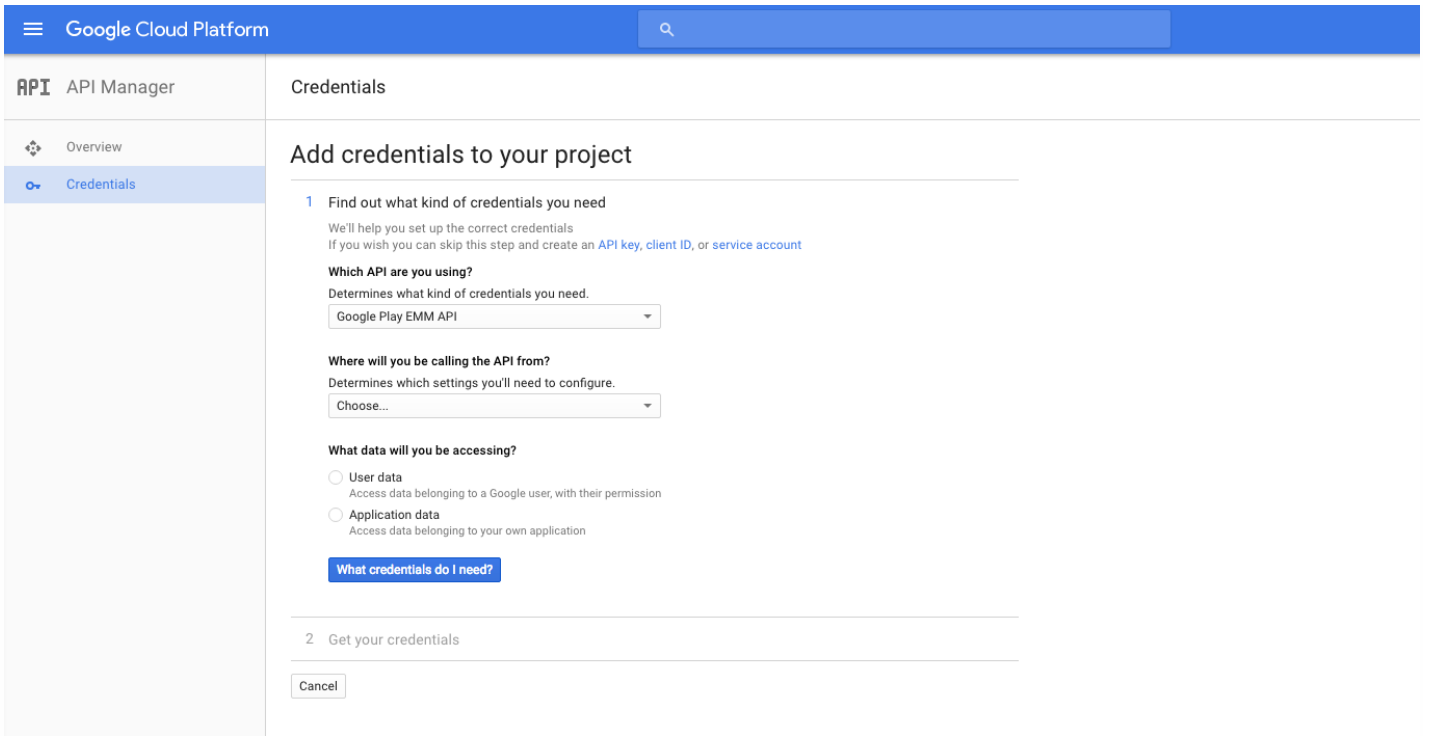 Google Cloud Platform
API API Manager
Credentials
Overview
Credentials
Add credentials to your project
1 Find out what kind of credentials you need
We'll help you set up the correct credentials
If you wish you can skip this step and create an API key, client ID, or service account
Which API are you using?
Determines what kind of credentials you need.
Google Play EMM API
Where will you be calling the API from?
Determines which settings you'll need to configure.
Choose...
What data will you be accessing?
User data
Access data belonging to a Google user, with their permission
Application data
Access data belonging to your own application
What credentials do I need?
2 Get your credentials
Cancel